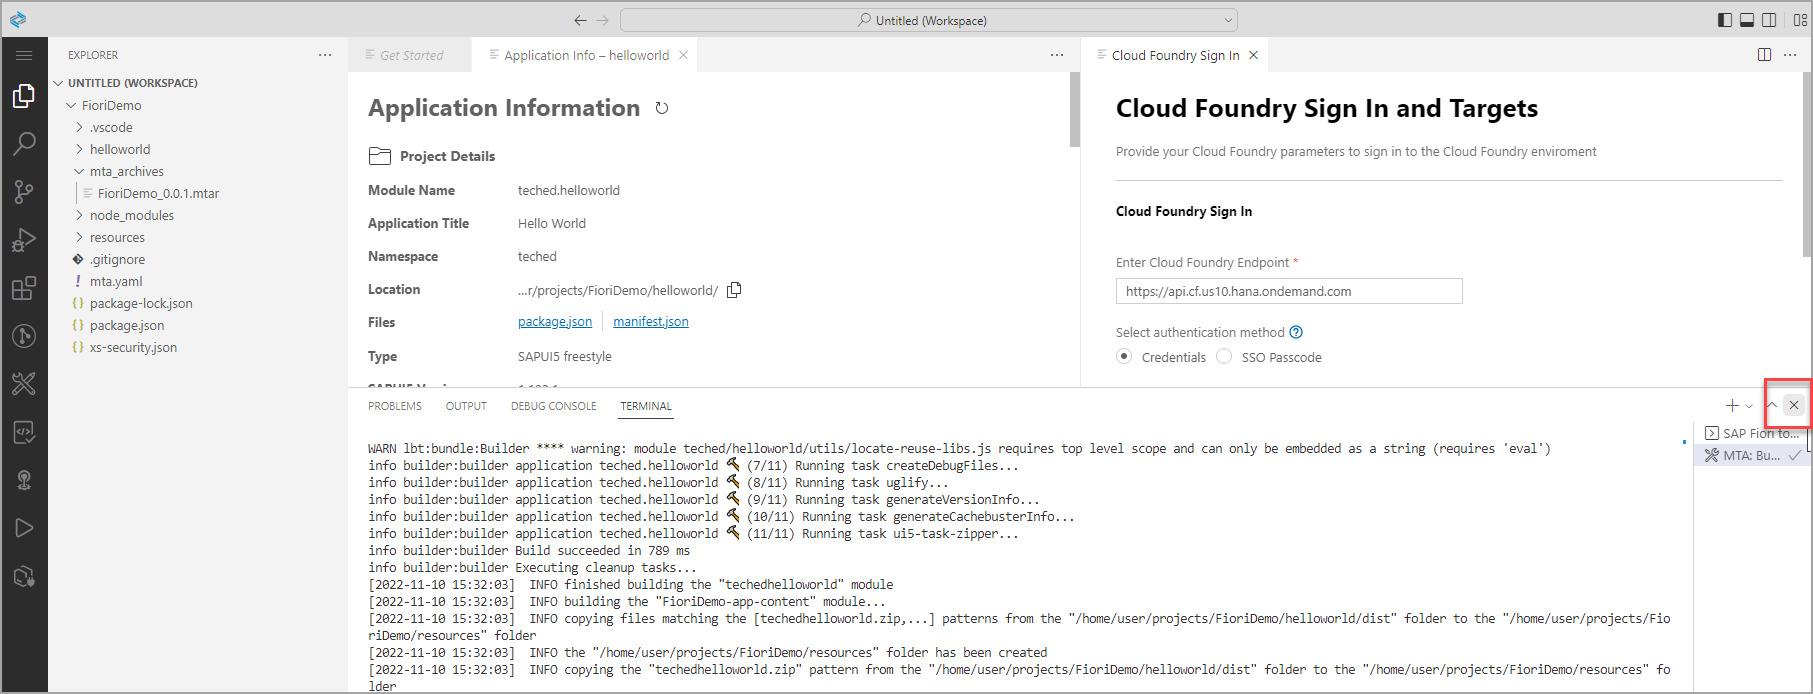 Untitled (Workspace)
EXPLORER
UNTITLED (WORKSPACE)
FioriDemo
.vscode
helloworld
mta_archives
FioriDemo_0.0.1.mtar
node_modules
resources
.gitignore
mta.yaml
package-lock.json
package.json
xs-security.json
Get Started
Application Info – helloworld
Application Information
Project Details
Module Name teched.helloworld
Application Title Hello World
Namespace teched
Location ...r/projects/FioriDemo/helloworld/
Files package.json manifest.json
Type SAPUI5 freestyle
Cloud Foundry Sign In
Cloud Foundry Sign In and Targets
Provide your Cloud Foundry parameters to sign in to the Cloud Foundry enviroment
Cloud Foundry Sign In
Enter Cloud Foundry Endpoint *
https://api.cf.us10.hana.ondemand.com
Select authentication method
Credentials SSO Passcode
PROBLEMS OUTPUT DEBUG CONSOLE TERMINAL
WARN lbt:bundle:Builder **** warning: module teched/helloworld/utils/locate-reuse-libs.js requires top level scope and can only be embedded as a string (requires 'eval')
info builder:builder application teched.helloworld 🔨 (7/11) Running task createDebugFiles...
info builder:builder application teched.helloworld 🔨 (8/11) Running task uglify...
info builder:builder application teched.helloworld 🔨 (9/11) Running task generateVersionInfo...
info builder:builder application teched.helloworld 🔨 (10/11) Running task generateCachebusterInfo...
info builder:builder application teched.helloworld 🔨 (11/11) Running task ui5-task-zipper...
info builder:builder Build succeeded in 789 ms
info builder:builder Executing cleanup tasks...
[2022-11-10 15:32:03]  INFO finished building the "techedhelloworld" module
[2022-11-10 15:32:03]  INFO building the "FioriDemo-app-content" module...
[2022-11-10 15:32:03]  INFO copying files matching the [techedhelloworld.zip,...] patterns from the "/home/user/projects/FioriDemo/helloworld/dist" folder to the "/home/user/projects/Fio
riDemo/resources" folder
[2022-11-10 15:32:03]  INFO the "/home/user/projects/FioriDemo/resources" folder has been created
[2022-11-10 15:32:03]  INFO copying the "techedhelloworld.zip" pattern from the "/home/user/projects/FioriDemo/helloworld/dist" folder to the "/home/user/projects/FioriDemo/resources" fo
lder
SAP Fiori to...
MTA: Bu...